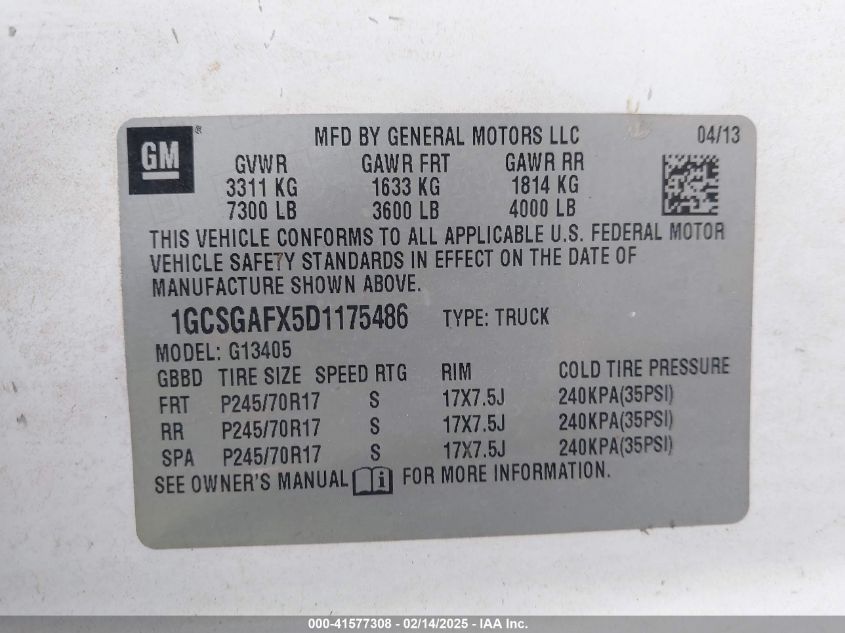 GM®
MFD BY GENERAL MOTORS LLC 04/13
GVWR GAWR FRT GAWR RR
3311 KG 1633 KG 1814 KG
7300 LB 3600 LB 4000 LB
THIS VEHICLE CONFORMS TO ALL APPLICABLE U.S. FEDERAL MOTOR
VEHICLE SAFETY STANDARDS IN EFFECT ON THE DATE OF
MANUFACTURE SHOWN ABOVE.
1GCSGAFX5D1175486 TYPE: TRUCK
MODEL: G13405
GBBD TIRE SIZE SPEED RTG RIM COLD TIRE PRESSURE
FRT P245/70R17 S 17X7.5J 240KPA(35PSI)
RR P245/70R17 S 17X7.5J 240KPA(35PSI)
SPA P245/70R17 S 17X7.5J 240KPA(35PSI)
SEE OWNER'S MANUAL i FOR MORE INFORMATION.
000-41577308 - 02/14/2025 - IAA Inc.